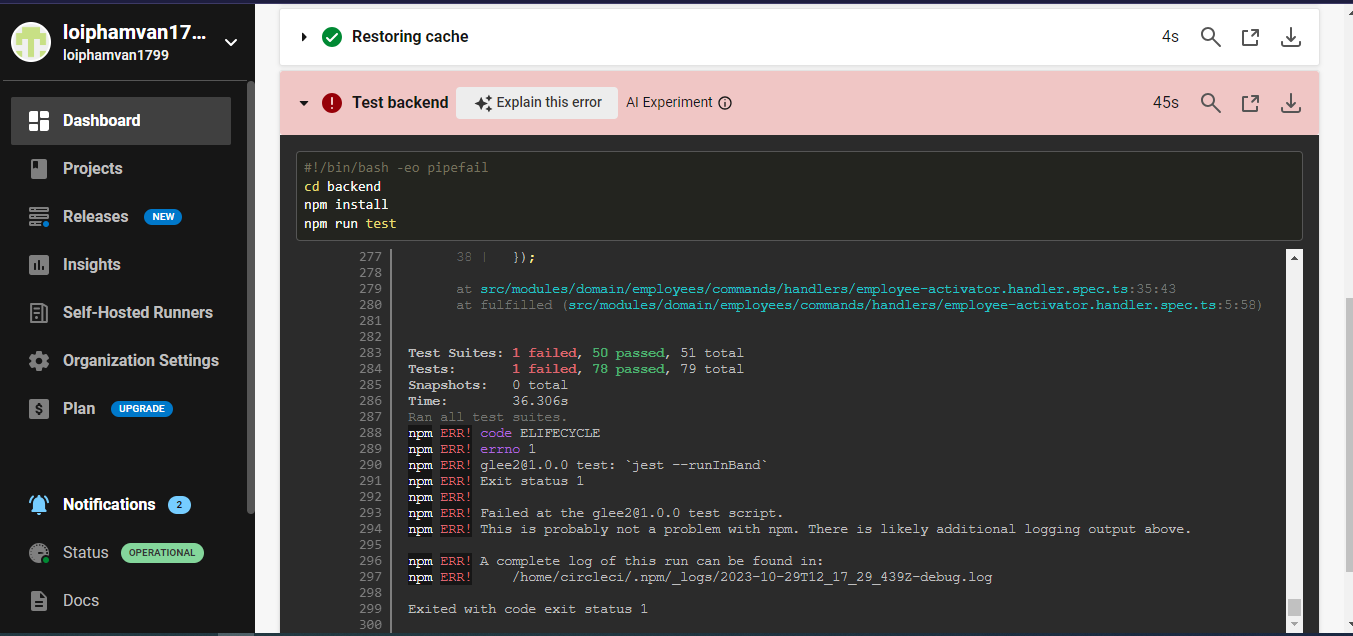 loiphamvan17...
loiphamvan1799
Dashboard
Projects
Releases NEW
Insights
Self-Hosted Runners
Organization Settings
Plan UPGRADE
Notifications 2
Status OPERATIONAL
Docs
Restoring cache 4s
Test backend Explain this error AI Experiment 45s
#!/bin/bash -eo pipefail
cd backend
npm install
npm run test
277 38 | });
278
279 at src/modules/domain/employees/commands/handlers/employee-activator.handler.spec.ts:35:43
280 at fulfilled (src/modules/domain/employees/commands/handlers/employee-activator.handler.spec.ts:5:58)
281
282
283 Test Suites: 1 failed, 50 passed, 51 total
284 Tests: 1 failed, 78 passed, 79 total
285 Snapshots: 0 total
286 Time: 36.306s
287 Ran all test suites.
288 npm ERR! code ELIFECYCLE
289 npm ERR! errno 1
290 npm ERR! glee2@1.0.0 test: `jest --runInBand`
291 npm ERR! Exit status 1
292 npm ERR!
293 npm ERR! Failed at the glee2@1.0.0 test script.
294 npm ERR! This is probably not a problem with npm. There is likely additional logging output above.
295
296 npm ERR! A complete log of this run can be found in:
297 npm ERR! /home/circleci/.npm/_logs/2023-10-29T12_17_29_439Z-debug.log
298
299 Exited with code exit status 1
300